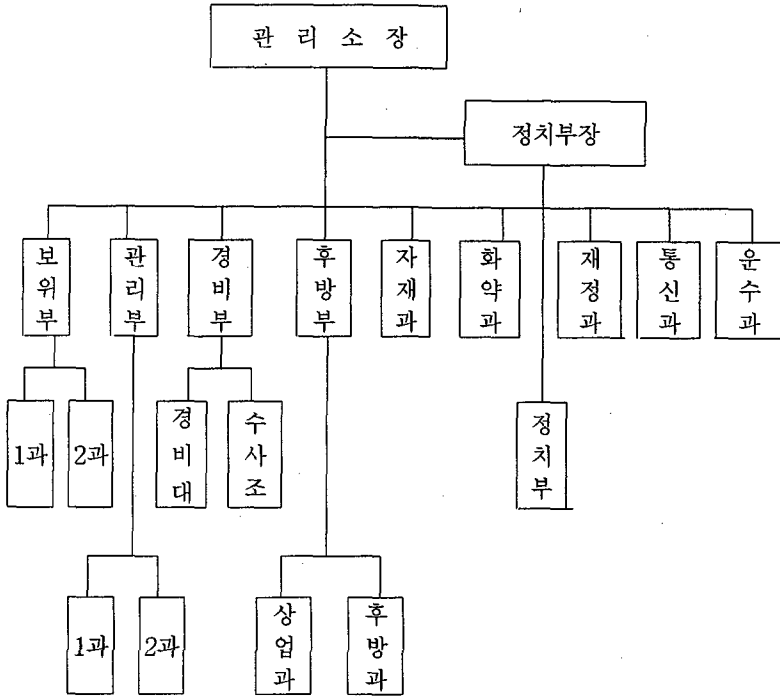 관 리 소 장
정치부장
보위부
관리부
경비부
후방부
자재과
화약과
재정과
통신과
운수과
1과
2과
경비대
수사조
정치부
1과
2과
상업과
후방과